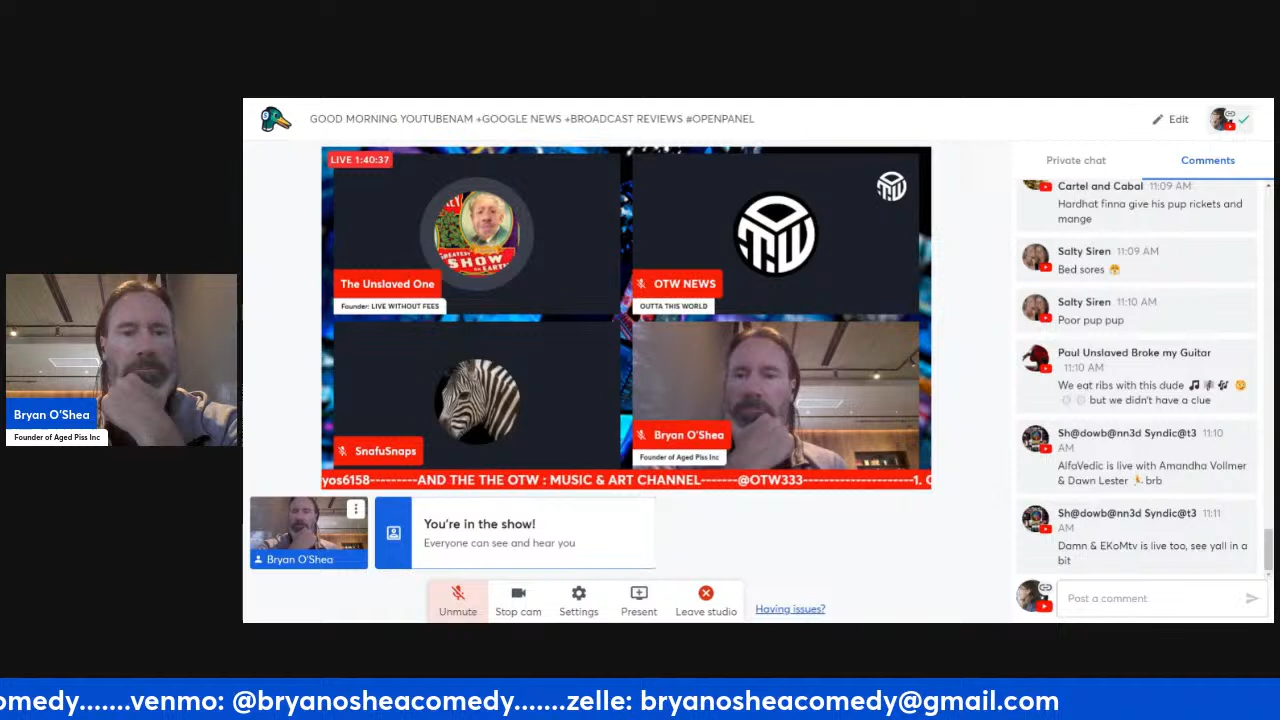 GOOD MORNING YOUTUBENAM +GOOGLE NEWS +BROADCAST REVIEWS #OPENPANEL
Edit
LIVE 1:40:37
The Unslaved One
Founder: LIVE WITHOUT FEES
OTW NEWS
OUTTA THIS WORLD
SnafuSnaps
Bryan O'Shea
Founder of Aged Piss Inc
yos6158--------AND THE THE OTW : MUSIC & ART CHANNEL-------@OTW333------------------1.
Bryan O'Shea
Founder of Aged Piss Inc
Bryan O'Shea
You're in the show!
Everyone can see and hear you
Unmute
Stop cam
Settings
Present
Leave studio
Having issues?
Private chat
Comments
Cartel and Cabal 11:09 AM
Hardhat finna give his pup rickets and
mange
Salty Siren 11:09 AM
Bed sores 😤
Salty Siren 11:10 AM
Poor pup pup
Paul Unslaved Broke my Guitar
11:10 AM
We eat ribs with this dude
but we didn't have a clue
Sh@dowb@nn3d Syndic@t3 11:10
AM
AlfaVedic is live with Amandha Vollmer
& Dawn Lester 🎉 brb
Sh@dowb@nn3d Syndic@t3 11:11
AM
Damn & EKoMtv is live too, see yall in a
bit
Post a comment
omedy.......venmo: @bryanosheacomedy.......zelle: bryanosheacomedy@gmail.com